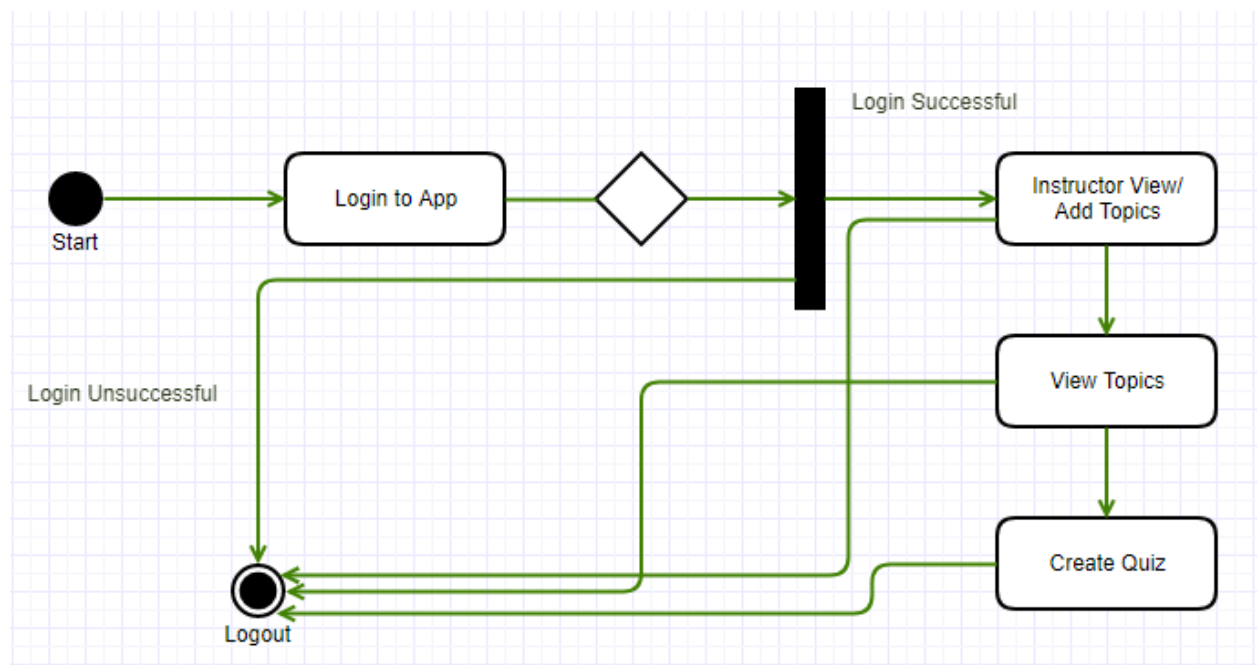 Login Successful
Start
Login to App
Instructor View/
Add Topics
View Topics
Login Unsuccessful
Create Quiz
Logout